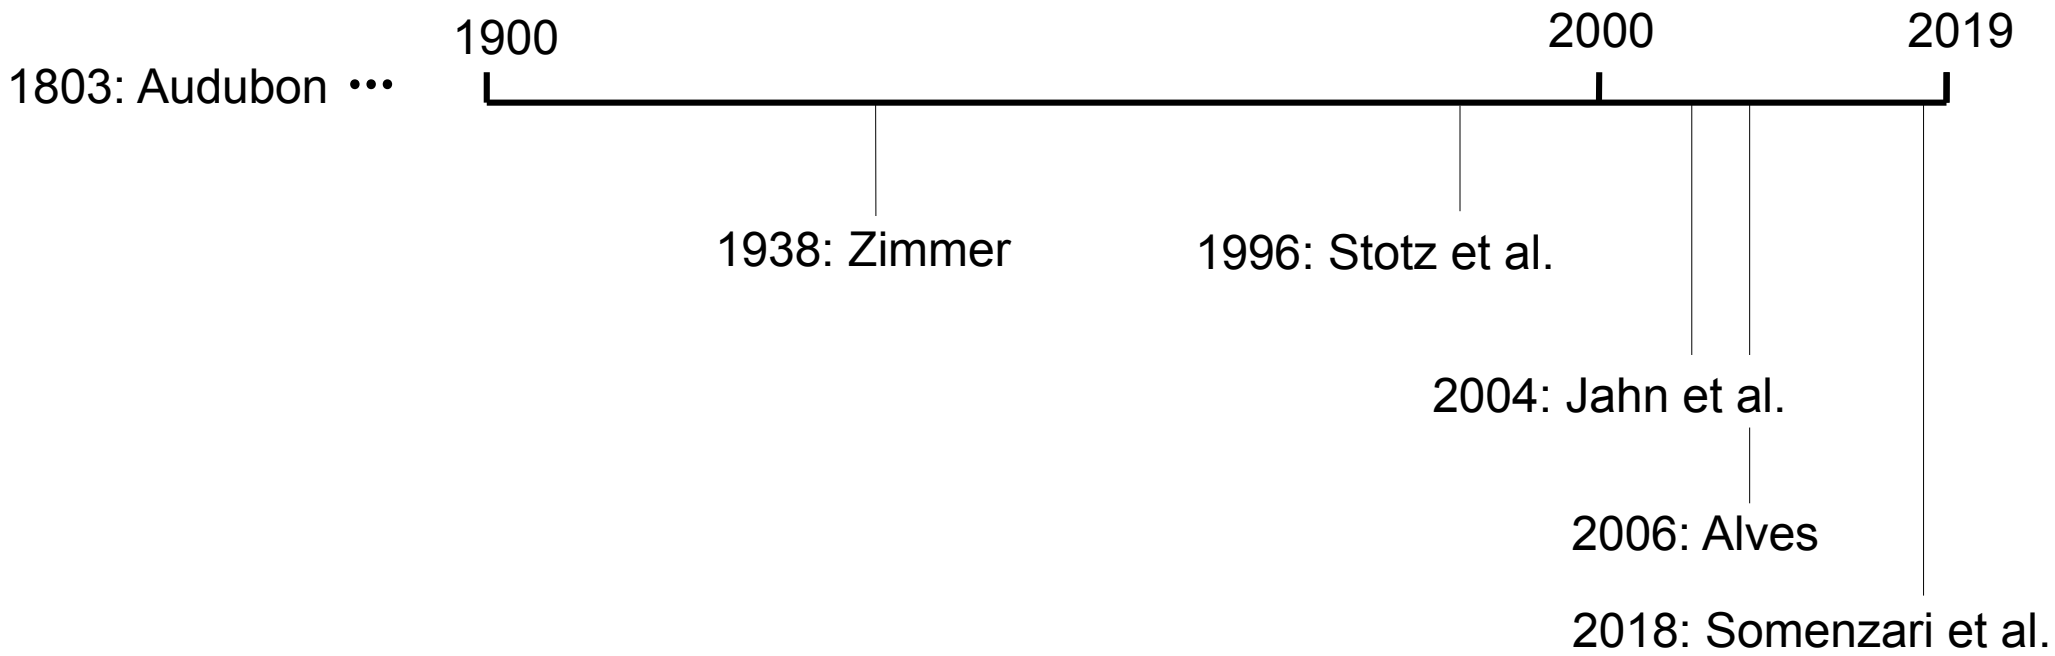 1900
2000
2019
1803: Audubon •••
1938: Zimmer
1996: Stotz et al.
2004: Jahn et al.
2006: Alves
2018: Somenzari et al.